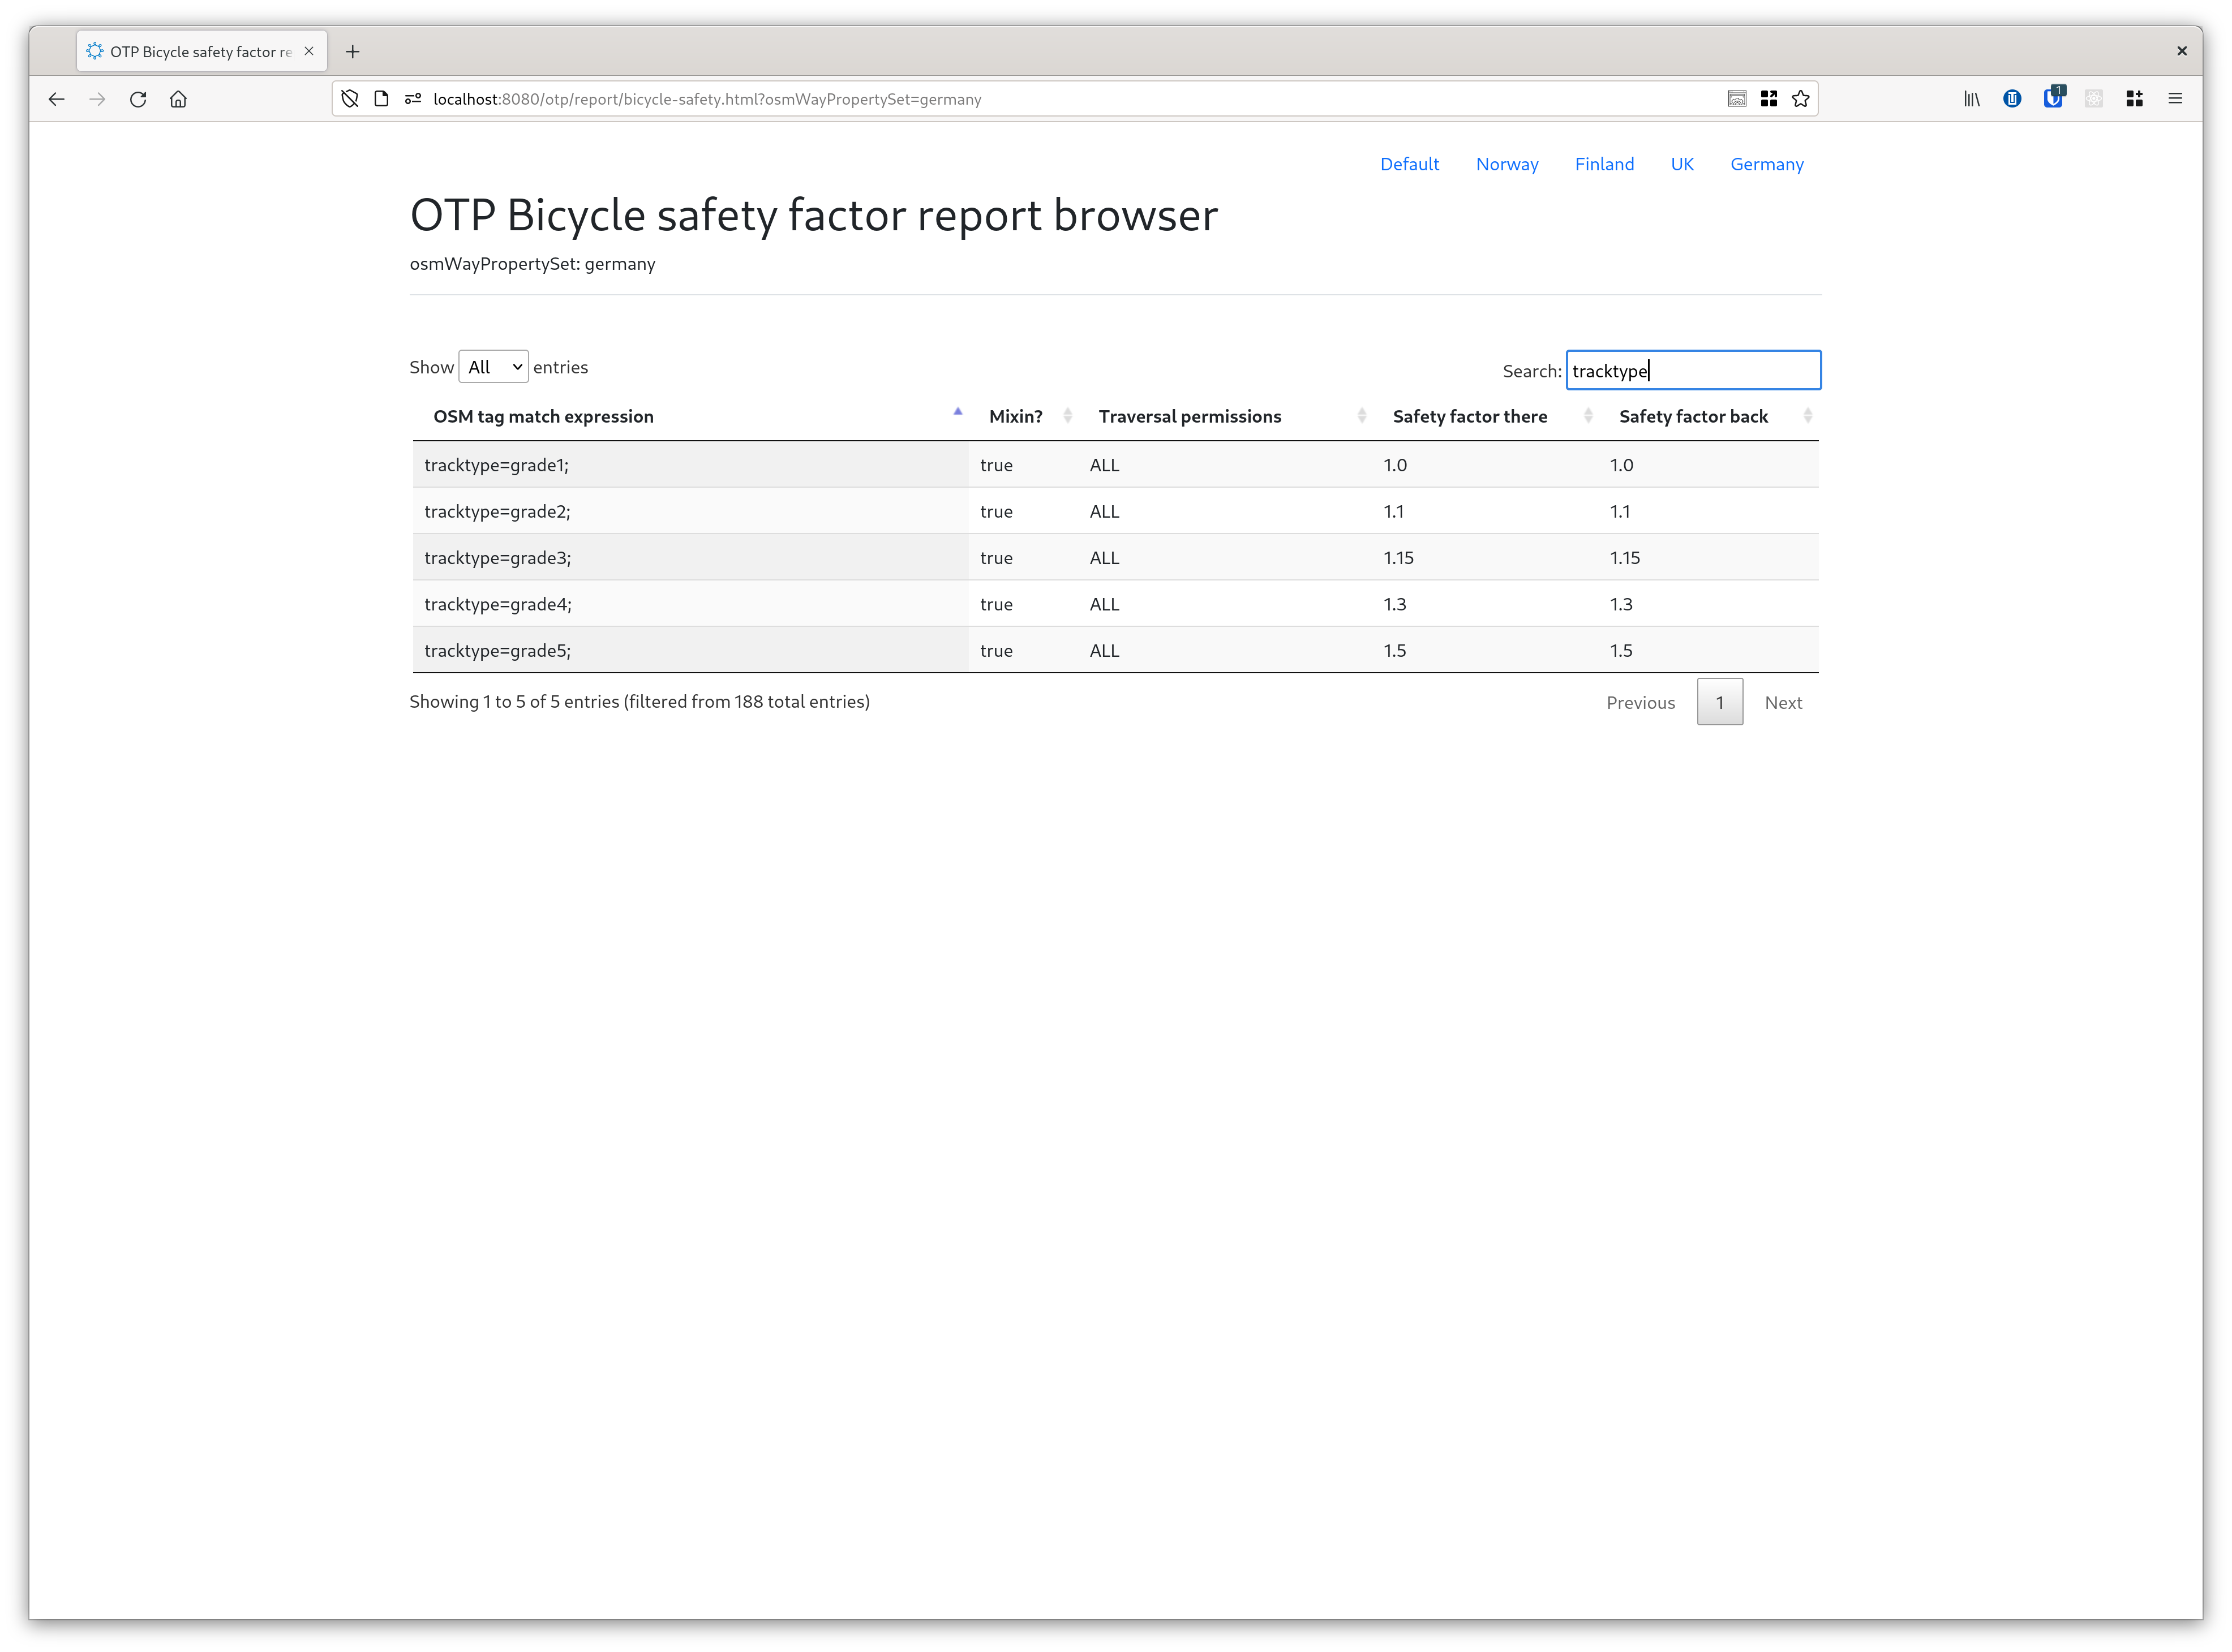 OTP Bicycle safety factor re
localhost:8080/otp/report/bicycle-safety.html?osmWayPropertySet=germany
1
Default Norway Finland UK Germany
OTP Bicycle safety factor report browser
osmWayPropertySet: germany
Show All entries Search: tracktype
OSM tag match expression Mixin? Traversal permissions Safety factor there Safety factor back
tracktype=grade1; true ALL 1.0 1.0
tracktype=grade2; true ALL 1.1 1.1
tracktype=grade3; true ALL 1.15 1.15
tracktype=grade4; true ALL 1.3 1.3
tracktype=grade5; true ALL 1.5 1.5
Showing 1 to 5 of 5 entries (filtered from 188 total entries) Previous 1 Next